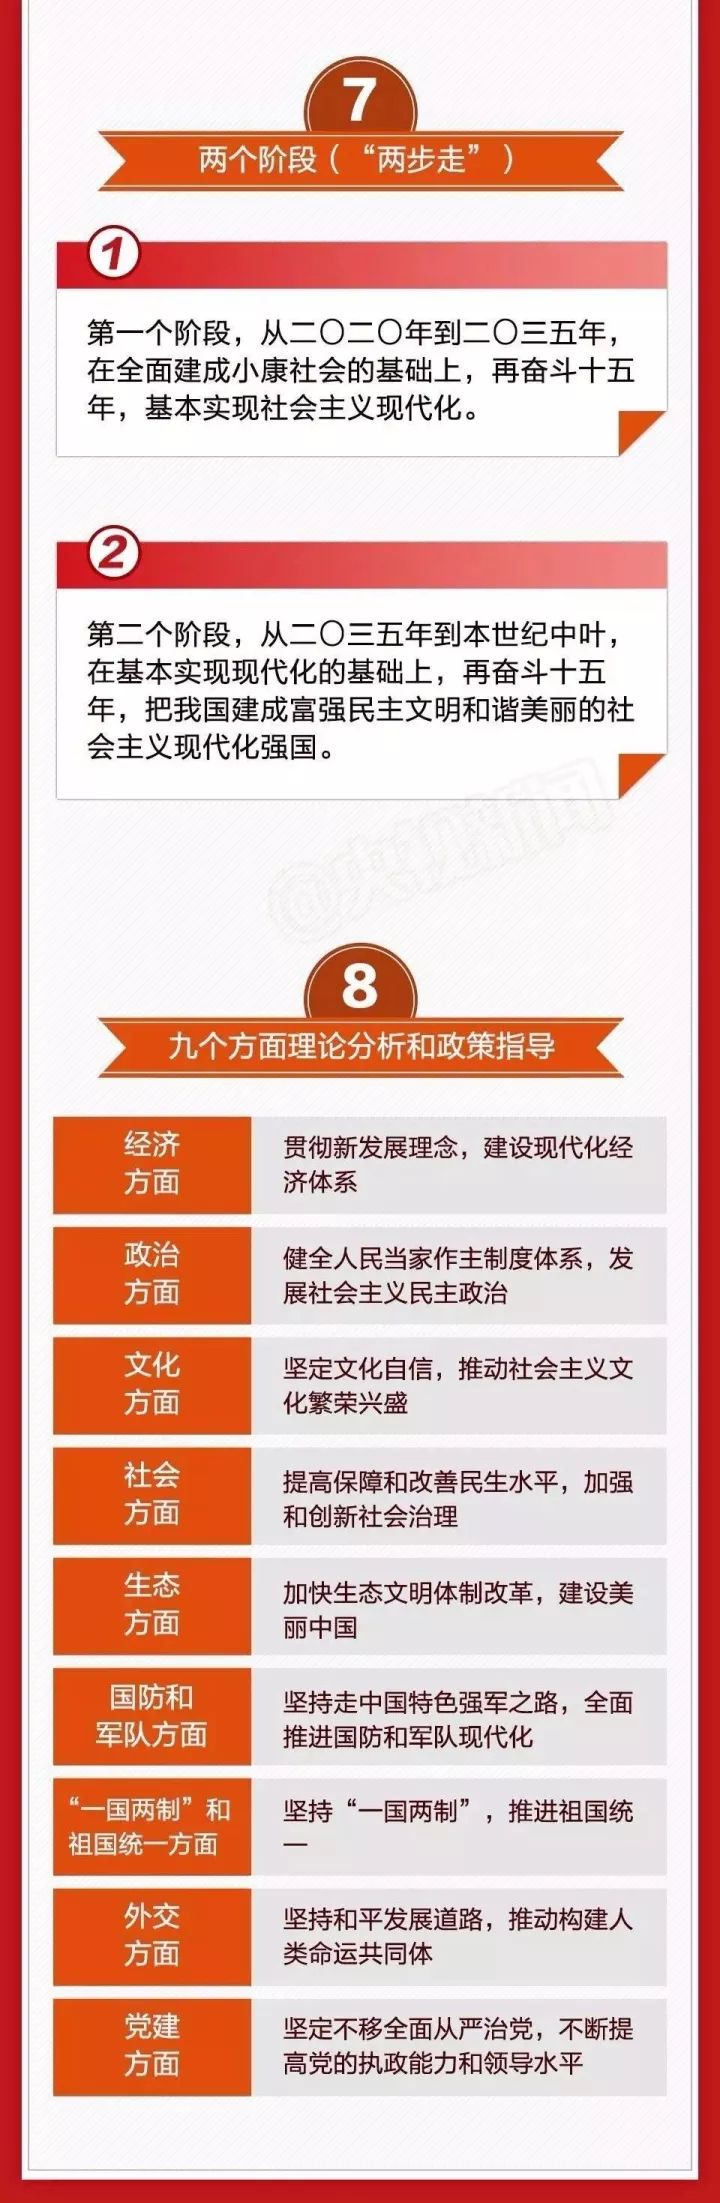 7
两个阶段（“两步走”）
1
第一个阶段，从二〇二〇年到二〇三五年，
在全面建成小康社会的基础上，再奋斗十五
年，基本实现社会主义现代化。
2
第二个阶段，从二〇三五年到本世纪中叶，
在基本实现现代化的基础上，再奋斗十五
年，把我国建成富强民主文明和谐美丽的社
会主义现代化强国。
@央视新闻
8
九个方面理论分析和政策指导
经济
方面
贯彻新发展理念，建设现代化经
济体系
政治
方面
健全人民当家作主制度体系，发
展社会主义民主政治
文化
方面
坚定文化自信，推动社会主义文
化繁荣兴盛
社会
方面
提高保障和改善民生水平，加强
和创新社会治理
生态
方面
加快生态文明体制改革，建设美
丽中国
国防和
军队方面
坚持走中国特色强军之路，全面
推进国防和军队现代化
“一国两制”和
祖国统一方面
坚持“一国两制”，推进祖国统
一
外交
方面
坚持和平发展道路，推动构建人
类命运共同体
党建
方面
坚定不移全面从严治党，不断提
高党的执政能力和领导水平